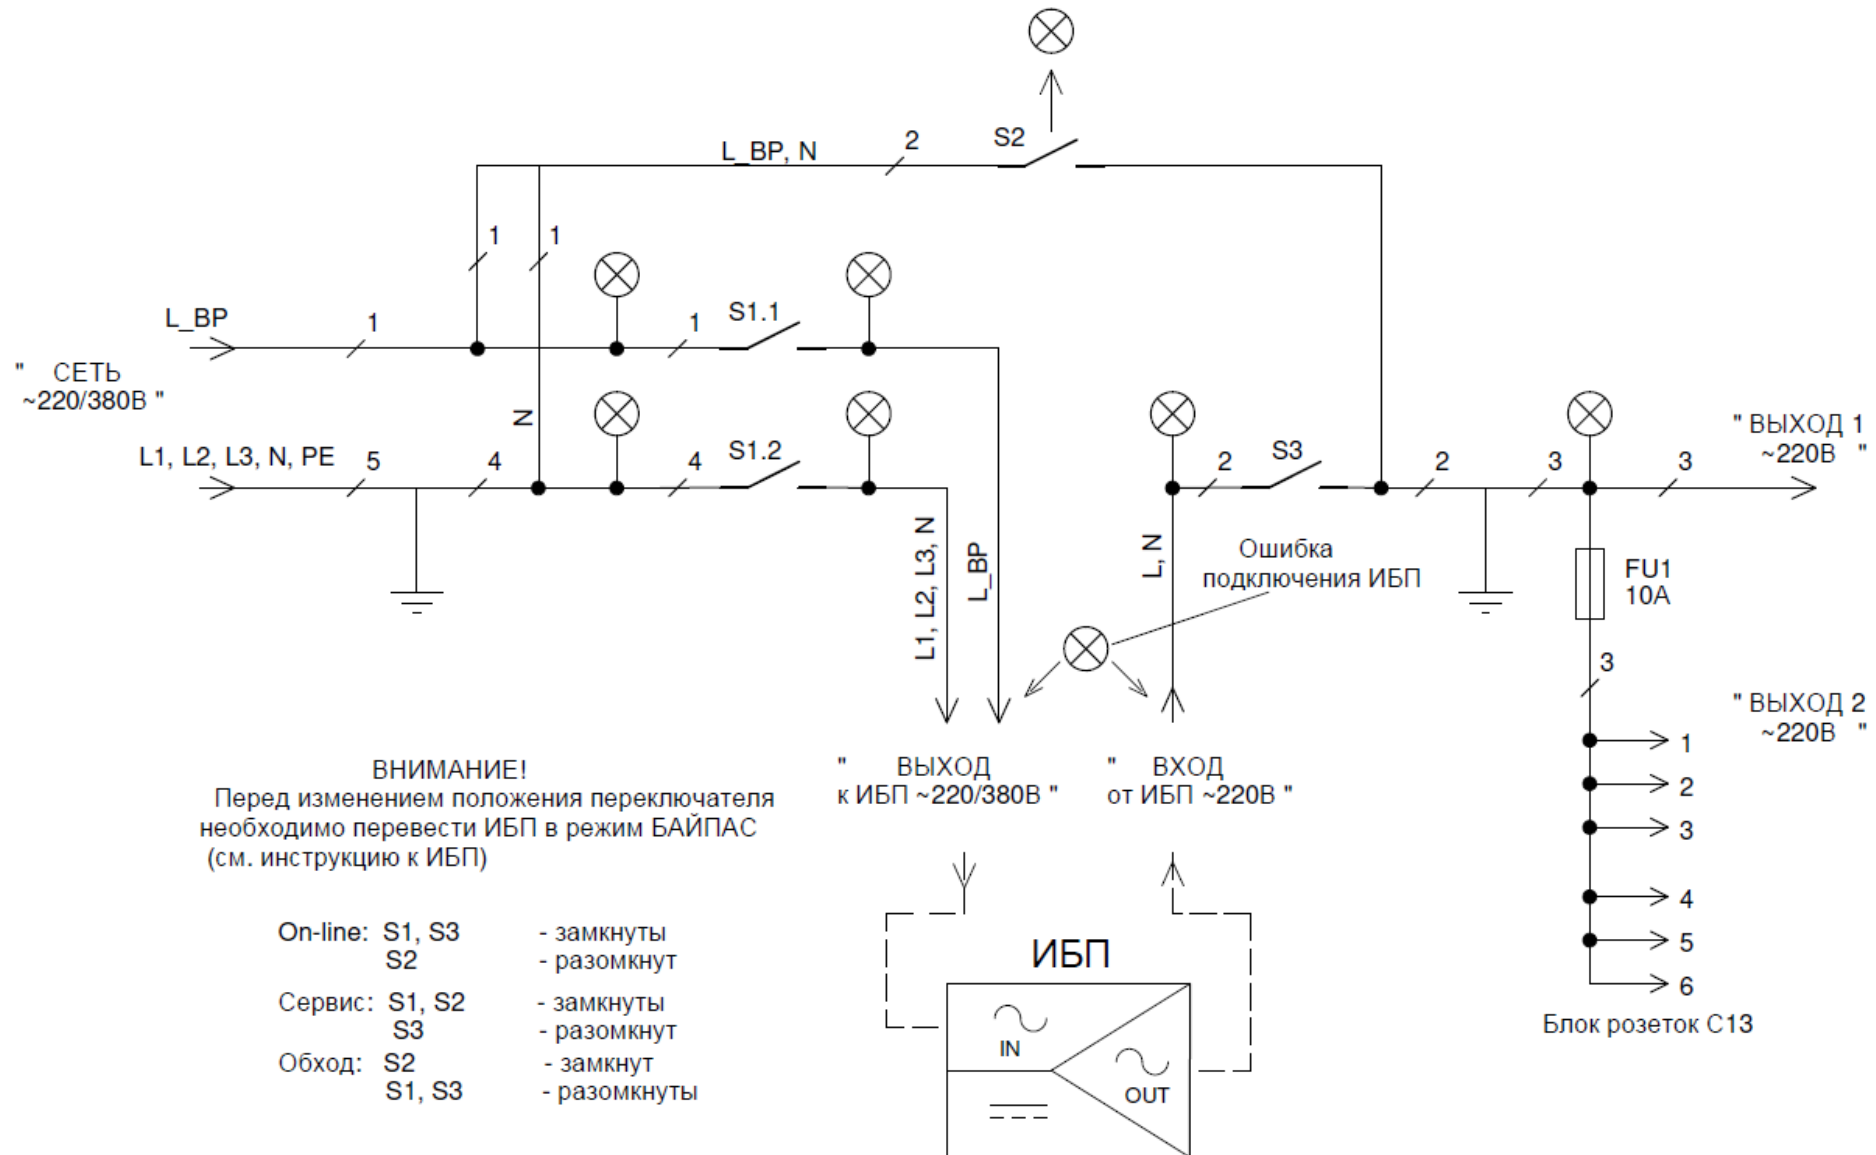 S2
2
L_BP, N
1
1
L_BP
1
1
S1.1
" СЕТЬ
~220/380В "
N
L1, L2, L3, N, PE
5
4
4
S1.2
2
S3
2
3
3
" ВЫХОД 1
~220В "
L1, L2, L3, N
L_BP
L, N
Ошибка
подключения ИБП
FU1
10A
3
" ВЫХОД 2
~220В "
1
2
3
4
5
6
Блок розеток С13
" ВЫХОД
к ИБП ~220/380В "
" ВХОД
от ИБП ~220В "
ВНИМАНИЕ!
Перед изменением положения переключателя
необходимо перевести ИБП в режим БАЙПАС
(см. инструкцию к ИБП)
On-line: S1, S3 - замкнуты
S2 - разомкнут
Сервис: S1, S2 - замкнуты
S3 - разомкнут
Обход: S2 - замкнут
S1, S3 - разомкнуты
ИБП
IN
OUT